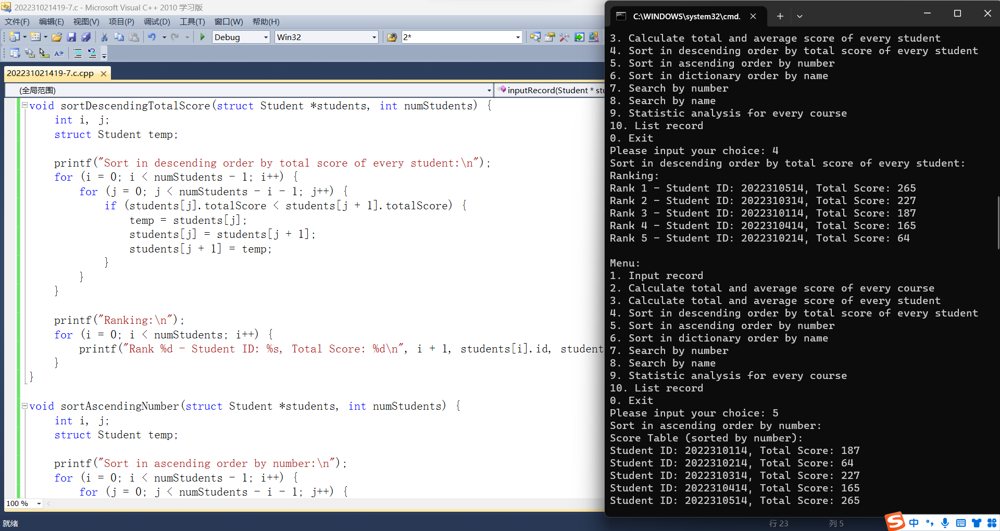 202231021419-7.c - Microsoft Visual C++ 2010 学习版
文件(F) 编辑(E) 视图(V) 项目(P) 调试(D) 工具(T) 窗口(W) 帮助(H)
Debug Win32 2*
202231021419-7.c.cpp
(全局范围) inputRecord(Student * stu
void sortDescendingTotalScore(struct Student *students, int numStudents) {
int i, j;
struct Student temp;
printf("Sort in descending order by total score of every student:\n");
for (i = 0; i < numStudents - 1; i++) {
for (j = 0; j < numStudents - i - 1; j++) {
if (students[j].totalScore < students[j + 1].totalScore) {
temp = students[j];
students[j] = students[j + 1];
students[j + 1] = temp;
}
}
}
printf("Ranking:\n");
for (i = 0; i < numStudents; i++) {
printf("Rank %d - Student ID: %s, Total Score: %d\n", i + 1, students[i].id, student
}
}
void sortAscendingNumber(struct Student *students, int numStudents) {
int i, j;
struct Student temp;
printf("Sort in ascending order by number:\n");
for (i = 0; i < numStudents - 1; i++) {
for (j = 0; j < numStudents - i - 1; j++) {
100 %
就绪
行 23 列 5
C:\WINDOWS\system32\cmd.
3. Calculate total and average score of every student
4. Sort in descending order by total score of every student
5. Sort in ascending order by number
6. Sort in dictionary order by name
7. Search by number
8. Search by name
9. Statistic analysis for every course
10. List record
0. Exit
Please input your choice: 4
Sort in descending order by total score of every student:
Ranking:
Rank 1 - Student ID: 2022310514, Total Score: 265
Rank 2 - Student ID: 2022310314, Total Score: 227
Rank 3 - Student ID: 2022310114, Total Score: 187
Rank 4 - Student ID: 2022310414, Total Score: 165
Rank 5 - Student ID: 2022310214, Total Score: 64
Menu:
1. Input record
2. Calculate total and average score of every course
3. Calculate total and average score of every student
4. Sort in descending order by total score of every student
5. Sort in ascending order by number
6. Sort in dictionary order by name
7. Search by number
8. Search by name
9. Statistic analysis for every course
10. List record
0. Exit
Please input your choice: 5
Sort in ascending order by number:
Score Table (sorted by number):
Student ID: 2022310114, Total Score: 187
Student ID: 2022310214, Total Score: 64
Student ID: 2022310314, Total Score: 227
Student ID: 2022310414, Total Score: 165
Student ID: 2022310514, Total Score: 265
S 中